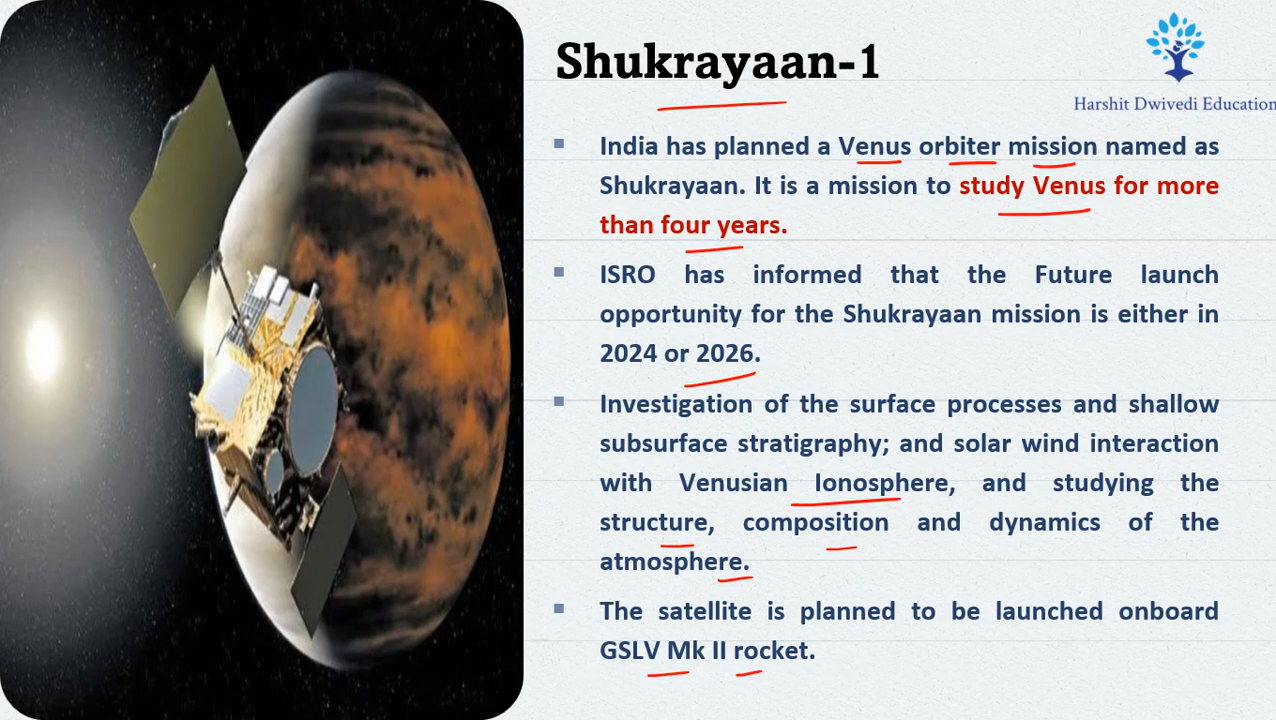 Shukrayaan-1
Harshit Dwivedi Education
India has planned a Venus orbiter mission named as
Shukrayaan. It is a mission to study Venus for more
than four years.
ISRO has informed that the Future launch
opportunity for the Shukrayaan mission is either in
2024 or 2026.
Investigation of the surface processes and shallow
subsurface stratigraphy; and solar wind interaction
with Venusian Ionosphere, and studying the
structure, composition and dynamics of the
atmosphere.
The satellite is planned to be launched onboard
GSLV Mk II rocket.